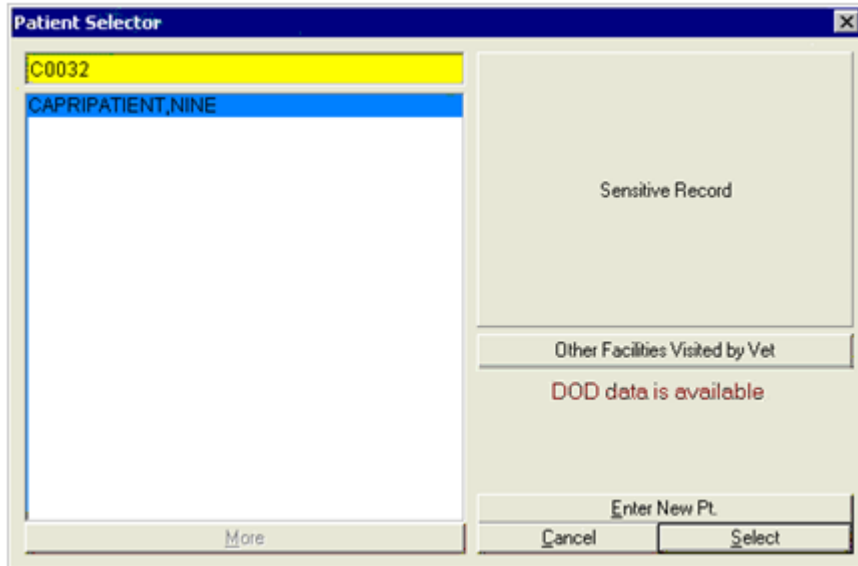 Patient Selector
C0032
CAPRIPATIENT,NINE
Sensitive Record
Other Facilities Visited by Vet
DOD data is available
Enter New Pt.
More
Cancel
Select